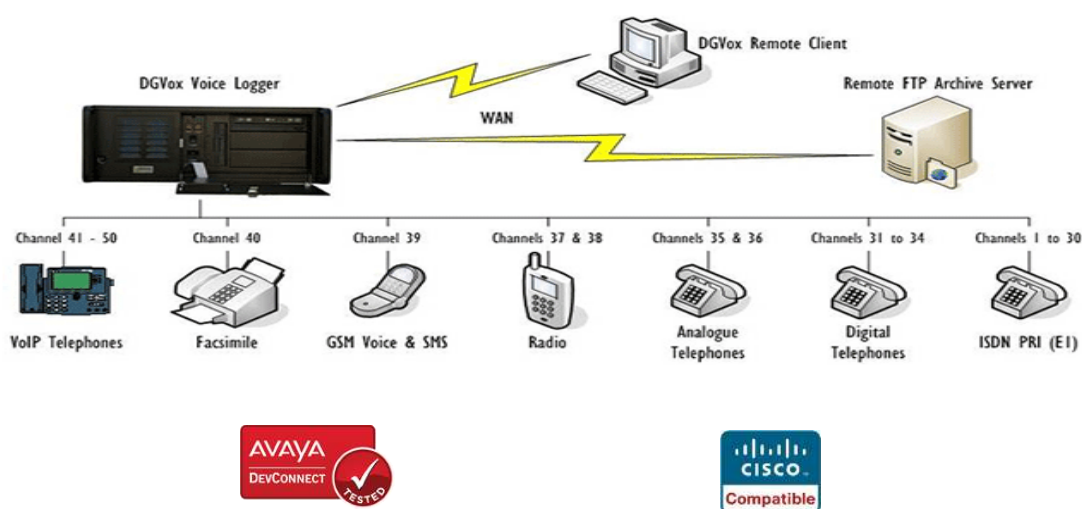 DGVox Remote Client
DGVox Voice Logger
Remote FTP Archive Server
WAN
Channel 41 - 50
Channel 40
Channel 39
Channels 37 & 38
Channels 35 & 36
Channels 31 to 34
Channels 1 to 30
VoIP Telephones
Facsimile
GSM Voice & SMS
Radio
Analogue
Telephones
Digital
Telephones
ISDN PRI (E1)
AVAYA
DEVCONNECT
TESTED
CISCO
Compatible